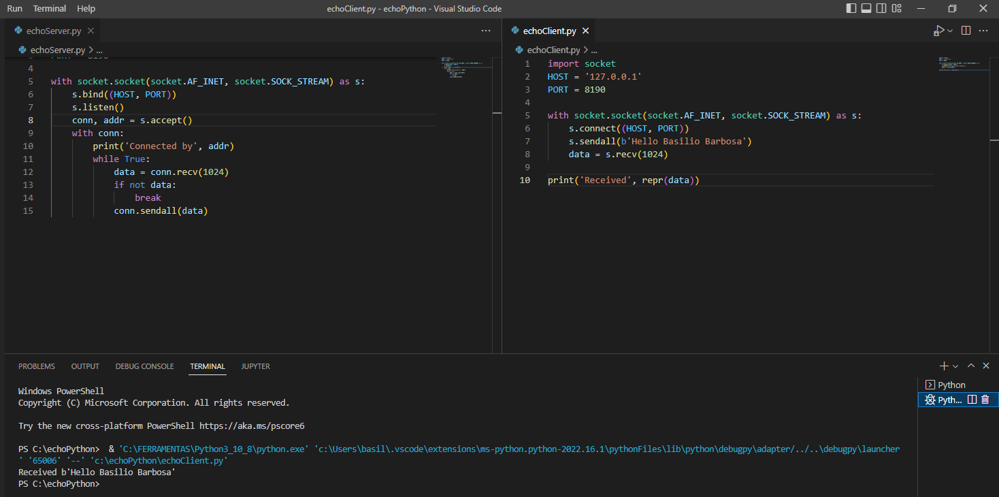 Run Terminal Help echoClient.py - echoPython - Visual Studio Code
echoServer.py
echoServer.py > ...
4
5 with socket.socket(socket.AF_INET, socket.SOCK_STREAM) as s:
6 s.bind((HOST, PORT))
7 s.listen()
8 conn, addr = s.accept()
9 with conn:
10 print('Connected by', addr)
11 while True:
12 data = conn.recv(1024)
13 if not data:
14 break
15 conn.sendall(data)
echoClient.py
echoClient.py > ...
1 import socket
2 HOST = '127.0.0.1'
3 PORT = 8190
4
5 with socket.socket(socket.AF_INET, socket.SOCK_STREAM) as s:
6 s.connect((HOST, PORT))
7 s.sendall(b'Hello Basilio Barbosa')
8 data = s.recv(1024)
9
10 print('Received', repr(data))
PROBLEMS OUTPUT DEBUG CONSOLE TERMINAL JUPYTER
Windows PowerShell
Copyright (C) Microsoft Corporation. All rights reserved.
Try the new cross-platform PowerShell https://aka.ms/pscore6
PS C:\echoPython> & 'C:\FERRAMENTAS\Python3_10_8\python.exe' 'c:\Users\basil\.vscode\extensions\ms-python.python-2022.16.1\pythonFiles\lib\python\debugpy\adapter/../..\debugpy\launcher
' '65006' '--' 'c:\echoPython\echoClient.py'
Received b'Hello Basilio Barbosa'
PS C:\echoPython>
Python
Pyth...